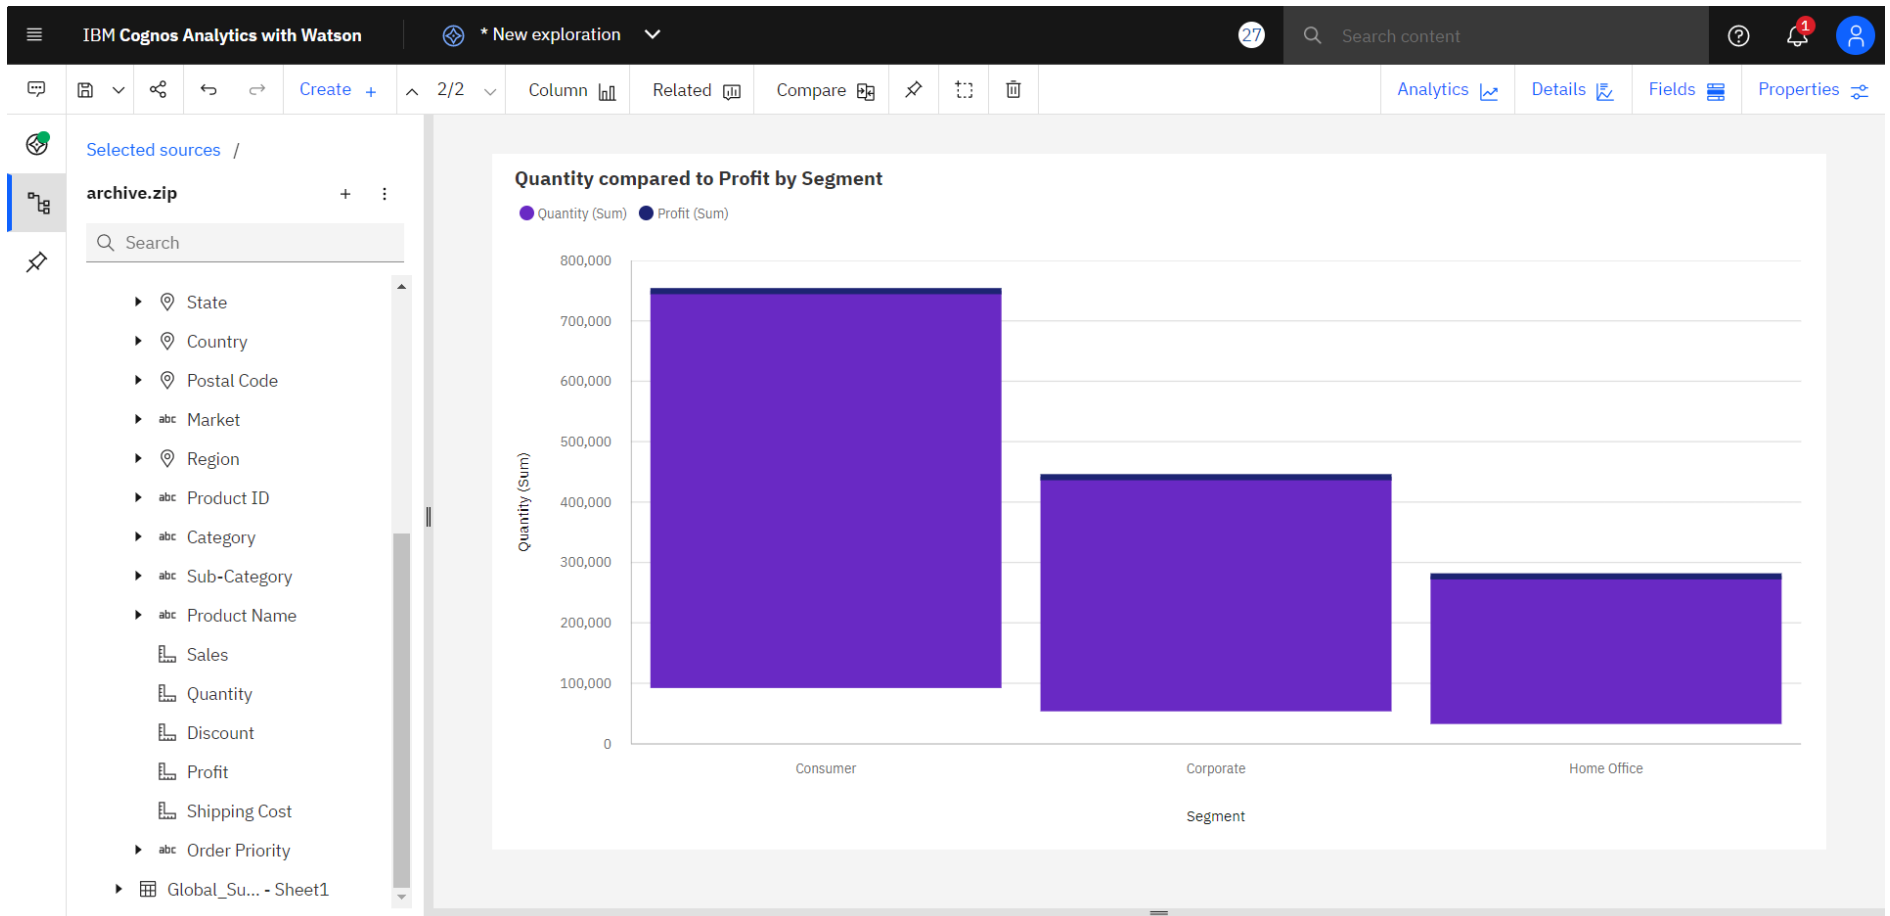 IBM Cognos Analytics with Watson
* New exploration
27
Search content
1
Create +
2/2
Column
Related
Compare
Analytics
Details
Fields
Properties
Selected sources /
archive.zip
Search
State
Country
Postal Code
abc Market
Region
abc Product ID
abc Category
abc Sub-Category
abc Product Name
Sales
Quantity
Discount
Profit
Shipping Cost
abc Order Priority
Global_Su... - Sheet1
Quantity compared to Profit by Segment
Quantity (Sum) Profit (Sum)
800,000
700,000
600,000
500,000
400,000
300,000
200,000
100,000
0
Quantity (Sum)
Consumer
Corporate
Home Office
Segment